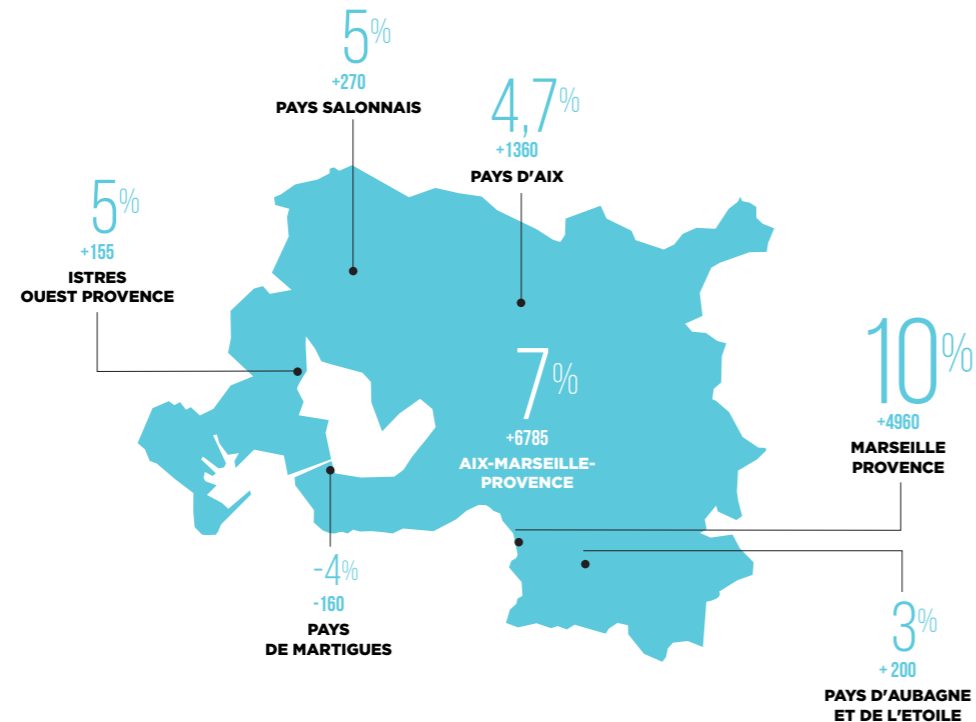 5%
+270
PAYS SALONNAIS
4,7%
+1360
PAYS D'AIX
5%
+155
ISTRES
OUEST PROVENCE
7%
+6785
AIX-MARSEILLE-
PROVENCE
10%
+4960
MARSEILLE
PROVENCE
-4%
-160
PAYS
DE MARTIGUES
3%
+ 200
PAYS D'AUBAGNE
ET DE L'ETOILE